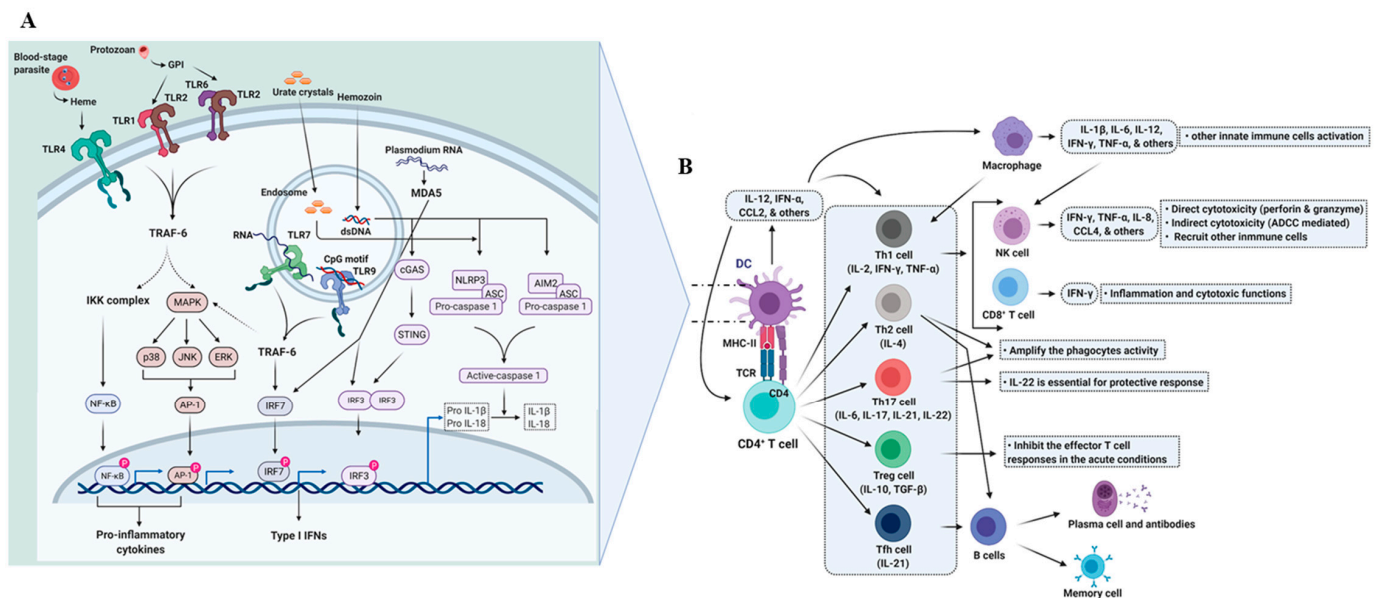 A
Blood-stage
parasite
Protozoan
GPI
Heme
TLR4
TLR1
TLR2
TLR6
TLR2
Urate crystals
Hemozoin
Plasmodium RNA
MDA5
Endosome
dsDNA
RNA
TLR7
CpG motif
TLR9
TRAF-6
IKK complex
MAPK
p38
JNK
ERK
NF-κB
AP-1
TRAF-6
IRF7
cGAS
STING
IRF3
IRF3
NLRP3
ASC
Pro-caspase 1
AIM2
ASC
Pro-caspase 1
Active-caspase 1
Pro IL-1β
Pro IL-18
IL-1β
IL-18
NF-κB
P
AP-1
P
IRF7
P
IRF3
P
Pro-inflammatory
cytokines
Type I IFNs
B
IL-12, IFN-α,
CCL2, & others
DC
MHC-II
TCR
CD4
CD4⁺ T cell
Th1 cell
(IL-2, IFN-γ, TNF-α)
Th2 cell
(IL-4)
Th17 cell
(IL-6, IL-17, IL-21, IL-22)
Treg cell
(IL-10, TGF-β)
Tfh cell
(IL-21)
Macrophage
IL-1β, IL-6, IL-12,
IFN-γ, TNF-α, & others
• other innate immune cells activation
NK cell
IFN-γ, TNF-α, IL-8,
CCL4, & others
• Direct cytotoxicity (perforin & granzyme)
• Indirect cytotoxicity (ADCC mediated)
• Recruit other inmmune cells
CD8⁺ T cell
IFN-γ
• Inflammation and cytotoxic functions
• Amplify the phagocytes activity
• IL-22 is essential for protective response
• Inhibit the effector T cell
responses in the acute conditions
B cells
Plasma cell and antibodies
Memory cell